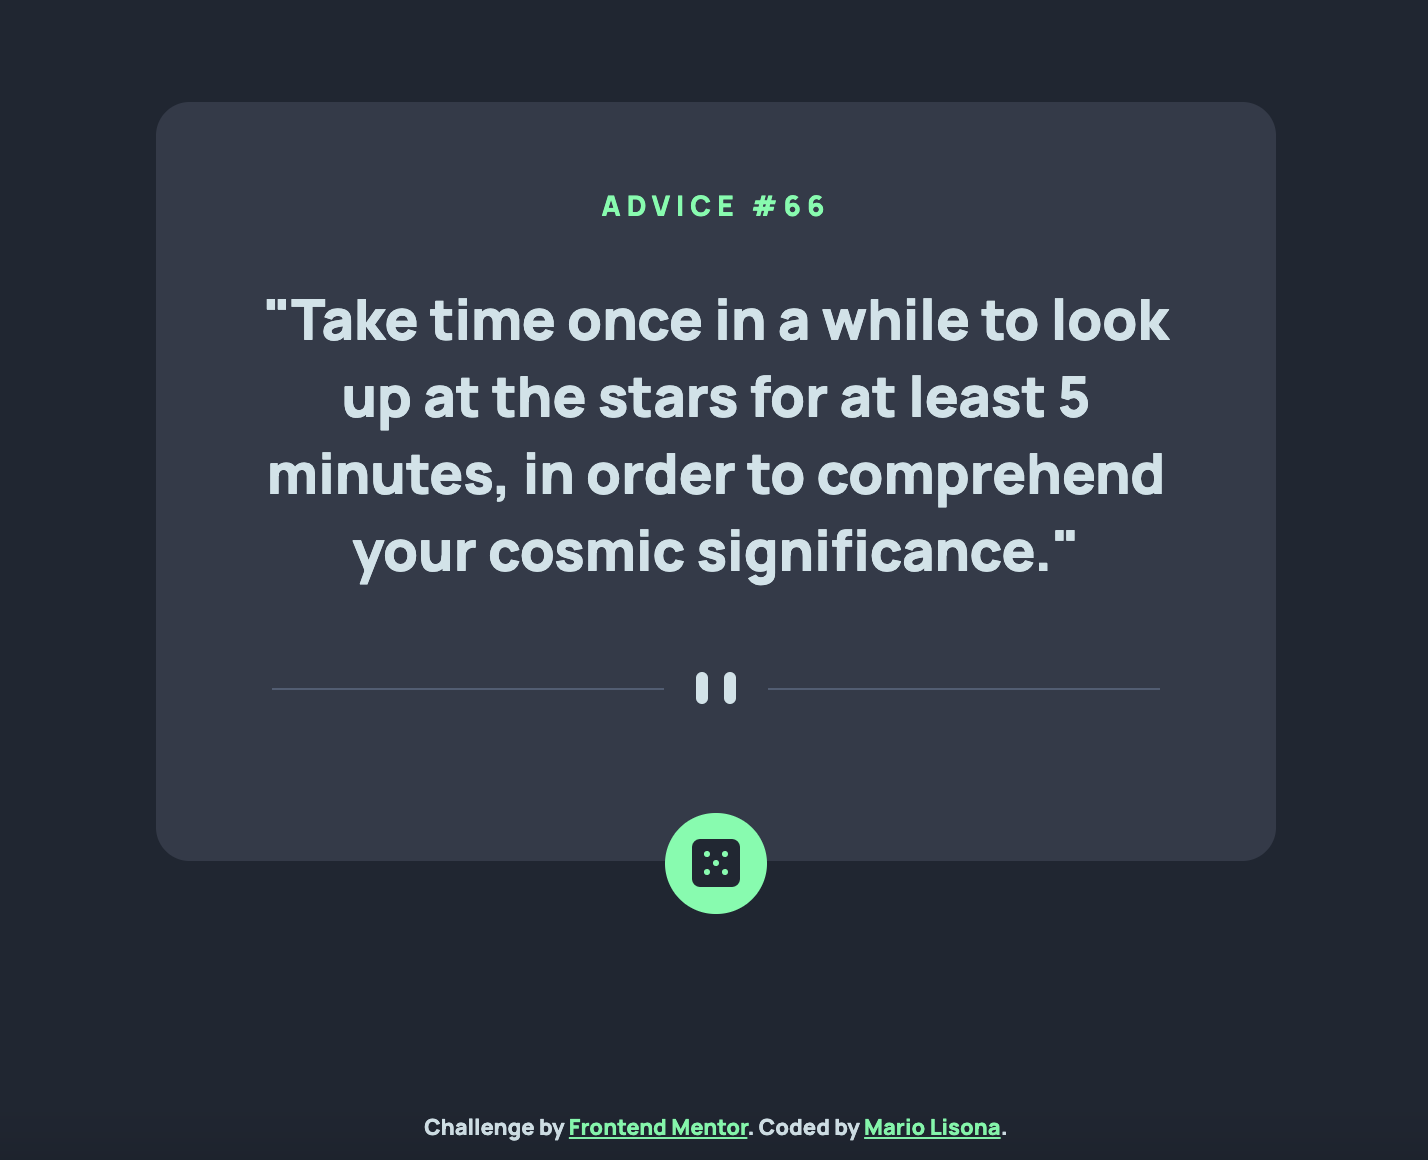 ADVICE #66
"Take time once in a while to look
up at the stars for at least 5
minutes, in order to comprehend
your cosmic significance."
Challenge by Frontend Mentor. Coded by Mario Lisona.